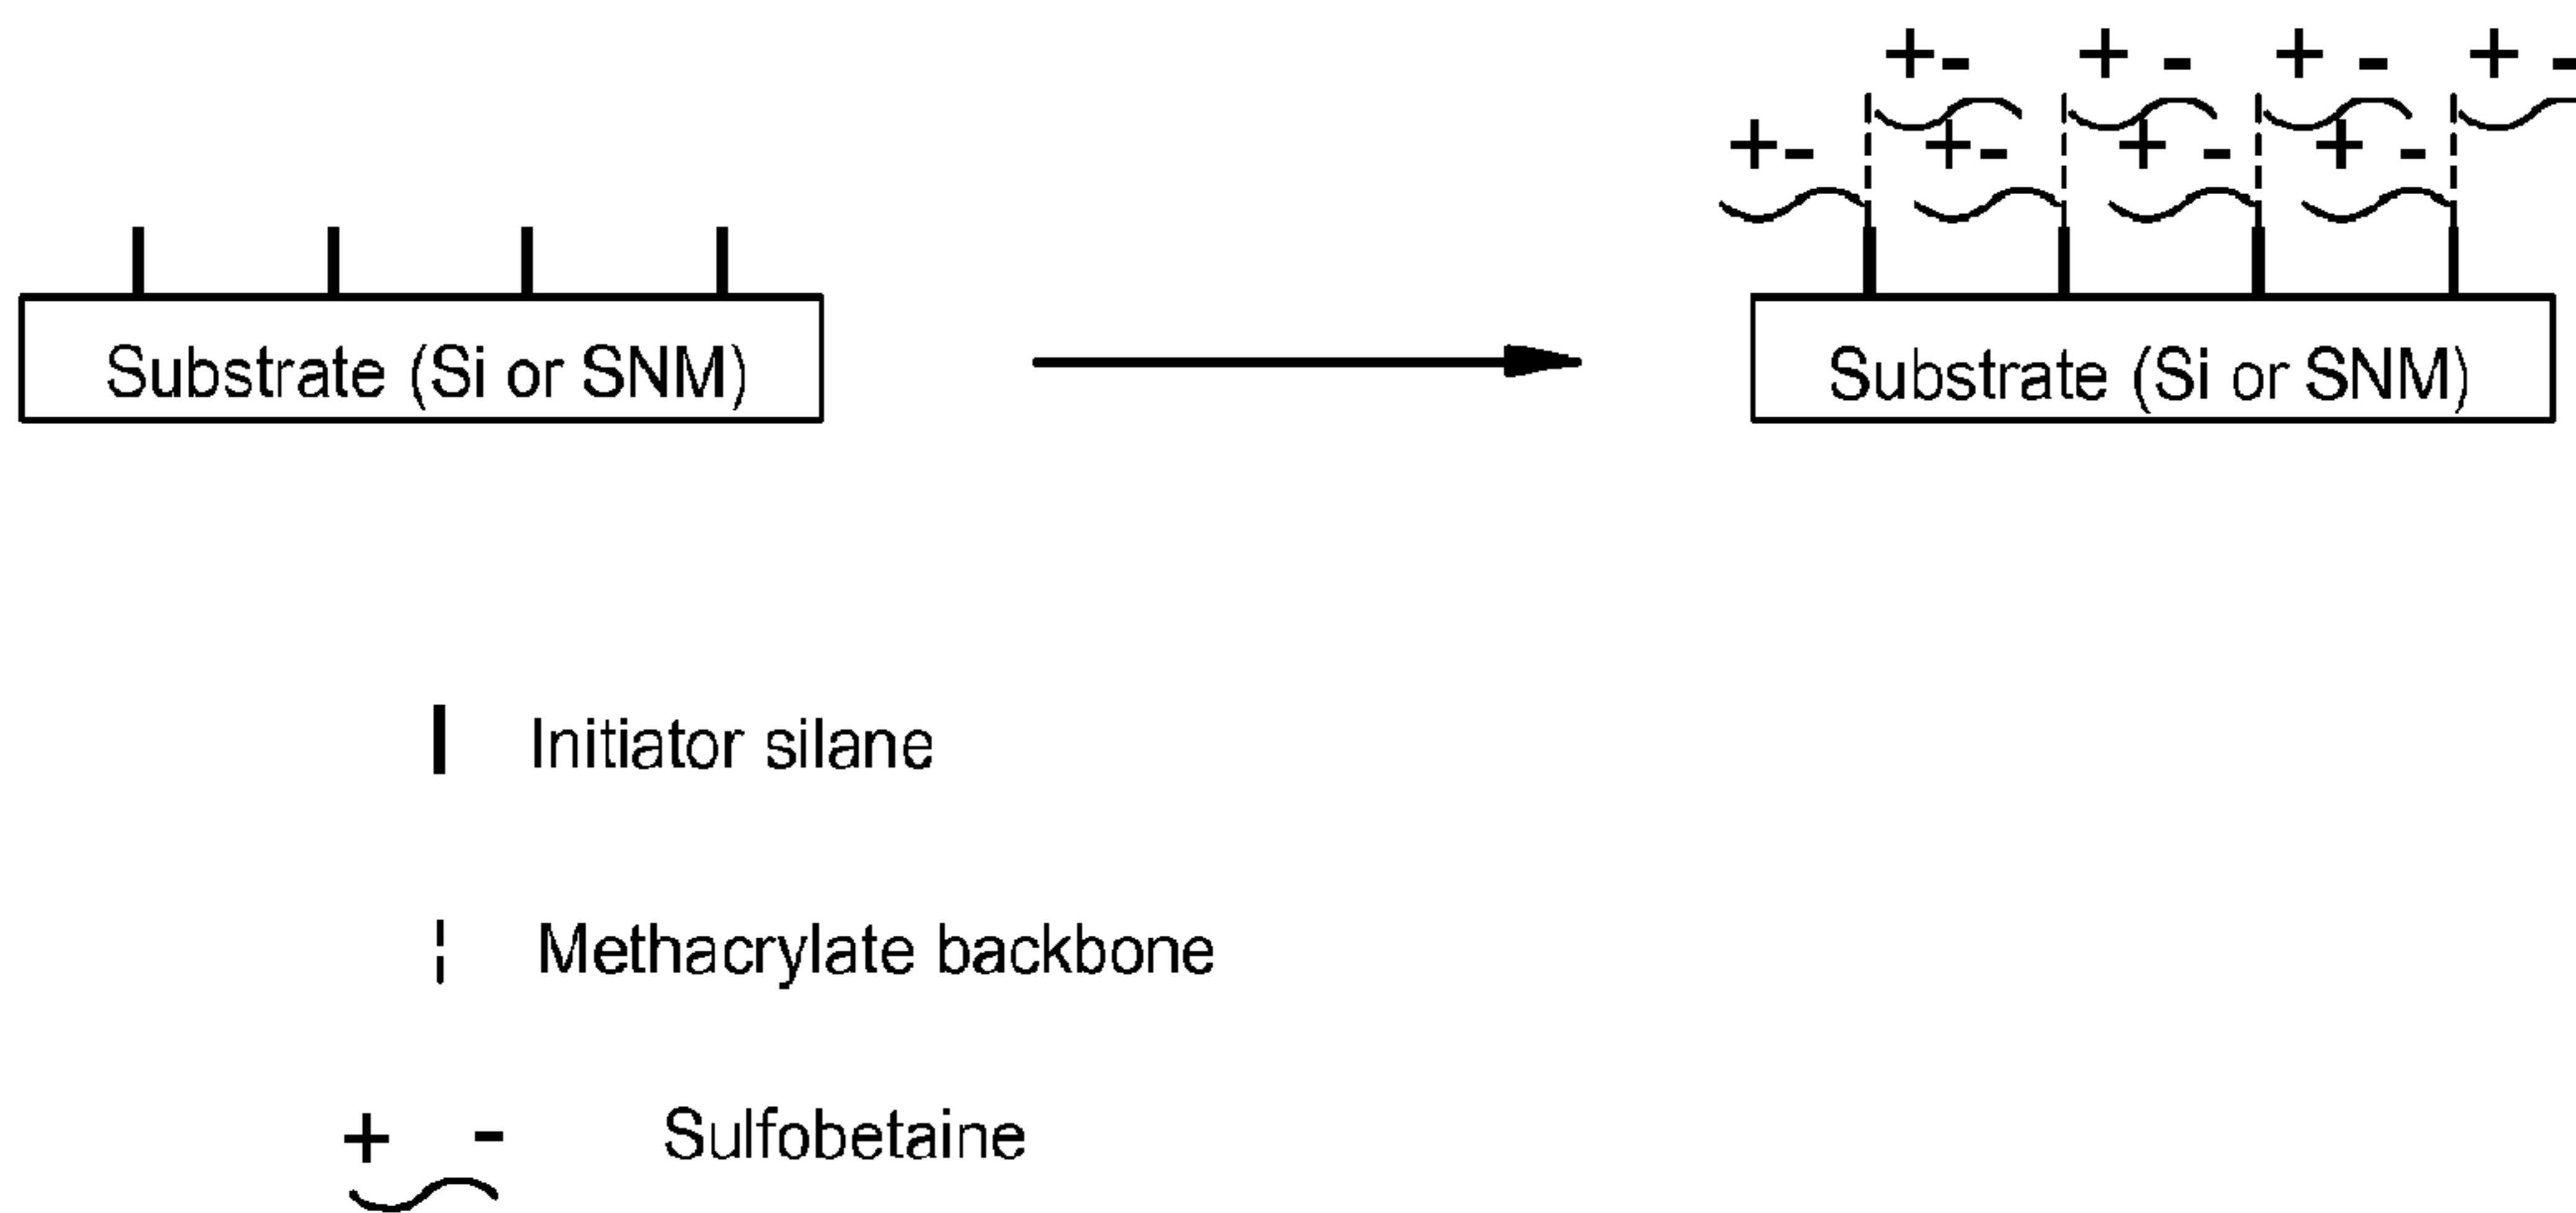 +- + - + - + -
+- +- + - + -
Substrate (Si or SNM)
Substrate (Si or SNM)
Initiator silane
Methacrylate backbone
+ - Sulfobetaine